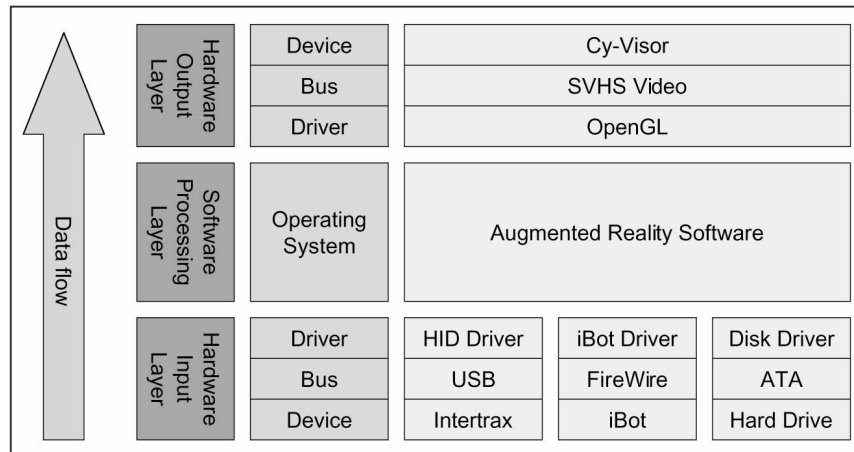 Data flow
Hardware
Output
Layer
Device
Cy-Visor
Bus
SVHS Video
Driver
OpenGL
Software
Processing
Layer
Operating
System
Augmented Reality Software
Hardware
Input
Layer
Driver
HID Driver
iBot Driver
Disk Driver
Bus
USB
FireWire
ATA
Device
Intertrax
iBot
Hard Drive